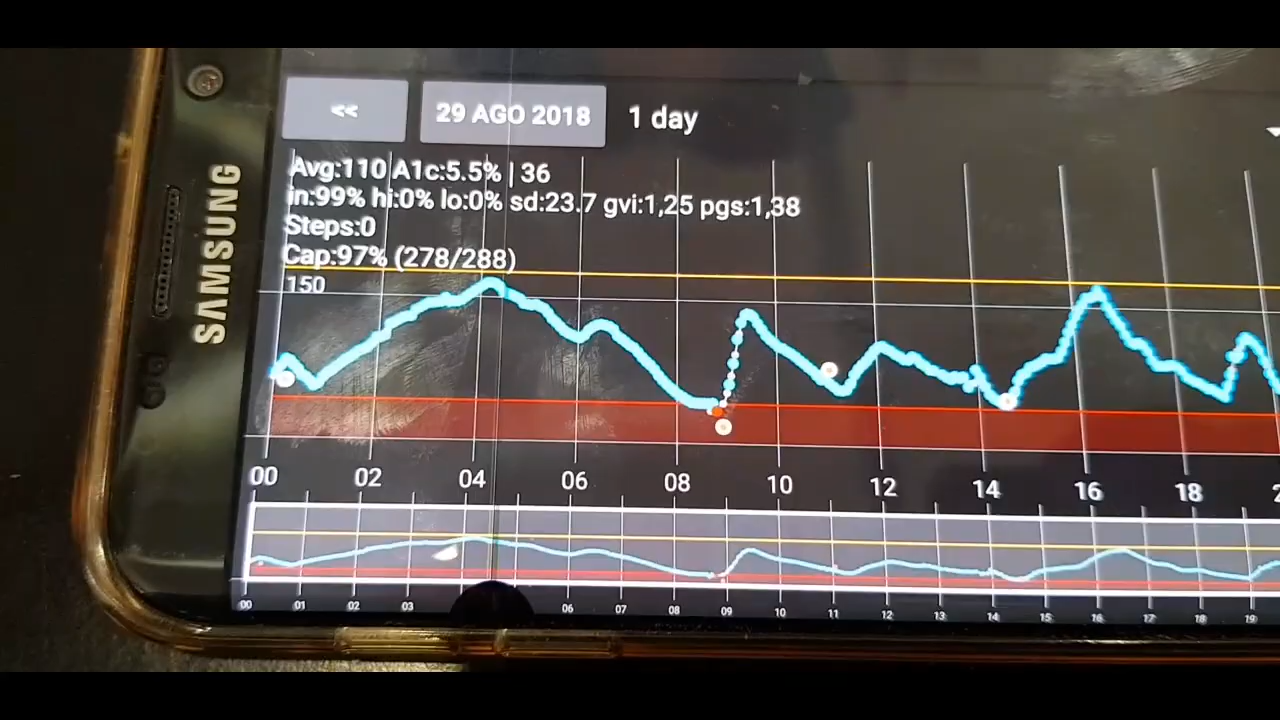 << 29 AGO 2018 1 day
Avg:110 A1c:5.5% | 36
in:99% hi:0% lo:0% sd:23.7 gvi:1,25 pgs:1,38
Steps:0
Cap:97% (278/288)
150
SAMSUNG
00 02 04 06 08 10 12 14 16 18
00 01 02 03 06 07 08 09 10 11 12 13 14 15 16 17 18 19